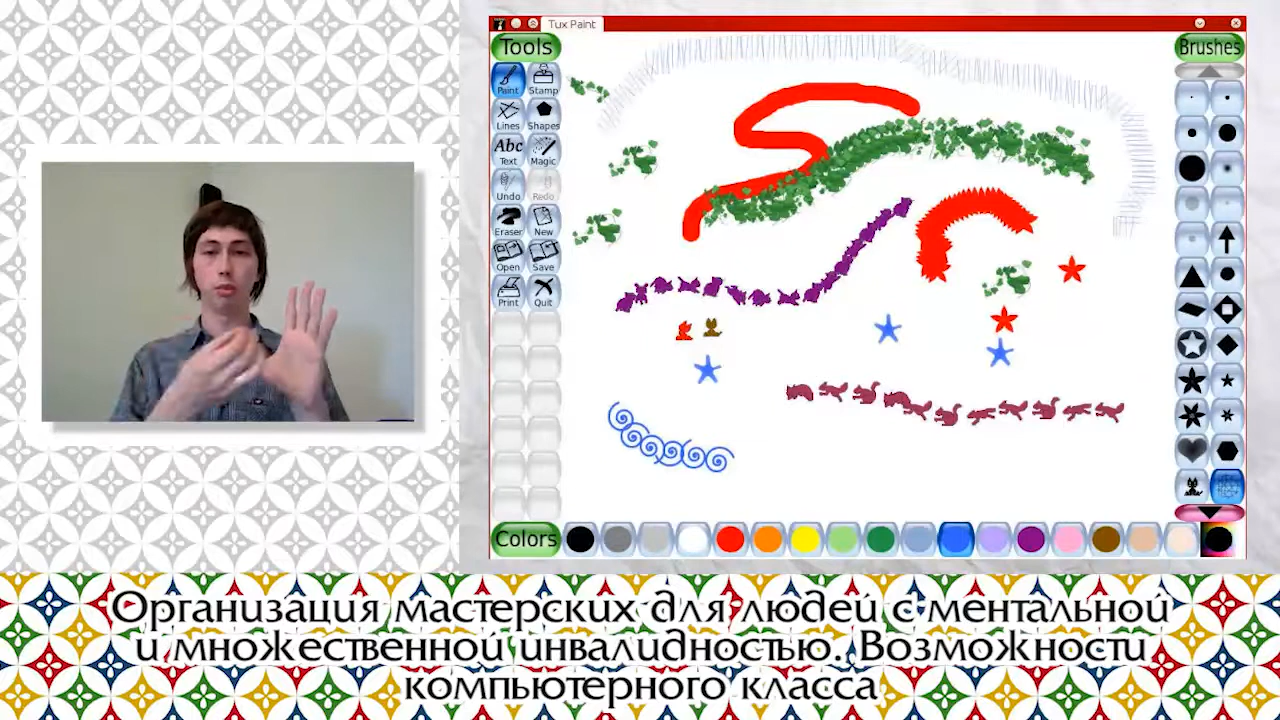 Tux Paint
Tools
Brushes
Paint
Stamp
Lines
Shapes
Abc
Text
Magic
Undo
Redo
Eraser
New
Open
Save
Print
Quit
Colors
Организация мастерских для людей с ментальной
и множественной инвалидностью. Возможности
компьютерного класса